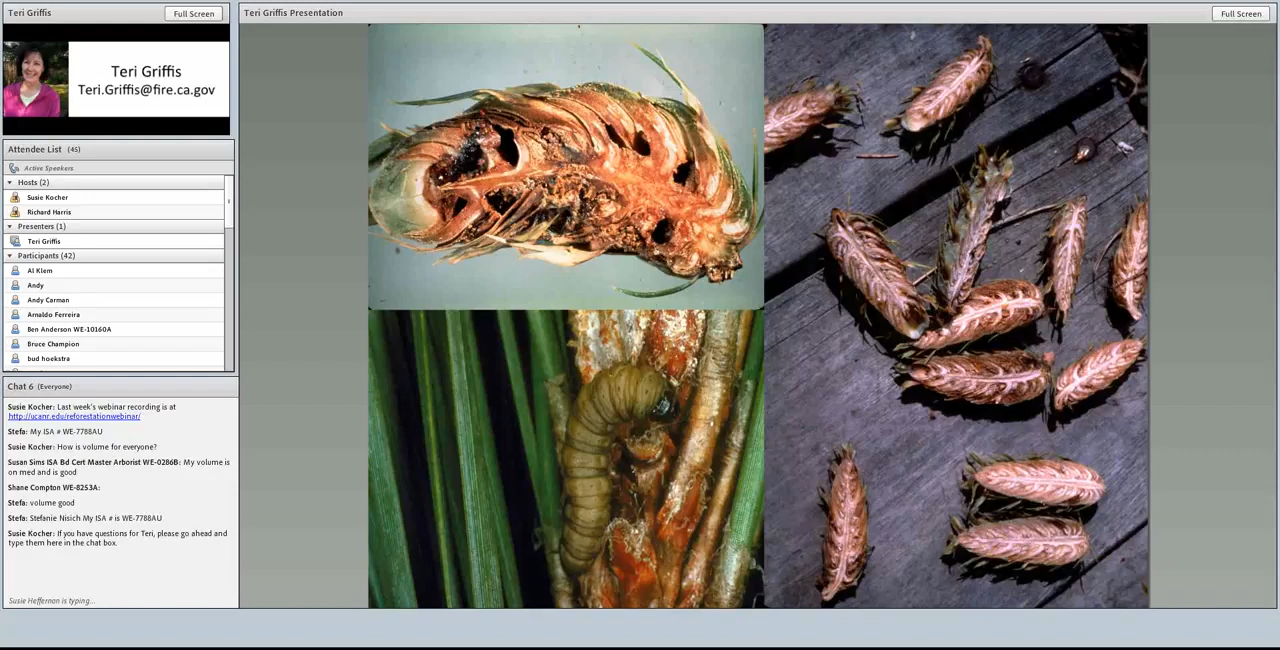 Teri Griffis
Full Screen
Teri Griffis
Teri.Griffis@fire.ca.gov
Attendee List (45)
Active Speakers
Hosts (2)
Susie Kocher
Richard Harris
Presenters (1)
Teri Griffis
Participants (42)
Al Klem
Andy
Andy Carman
Arnaldo Ferreira
Ben Anderson WE-10160A
Bruce Champion
bud hoekstra
Chat 6 (Everyone)
Susie Kocher: Last week's webinar recording is at
http://ucanr.edu/reforestationwebinar/
Stefa: My ISA # WE-7788AU
Susie Kocher: How is volume for everyone?
Susan Sims ISA Bd Cert Master Arborist WE-0286B: My volume is
on med and is good
Shane Compton WE-8253A:
Stefa: volume good
Stefa: Stefanie Nisich My ISA # is WE-7788AU
Susie Kocher: If you have questions for Teri, please go ahead and
type them here in the chat box.
Susie Heffernan is typing...
Teri Griffis Presentation
Full Screen